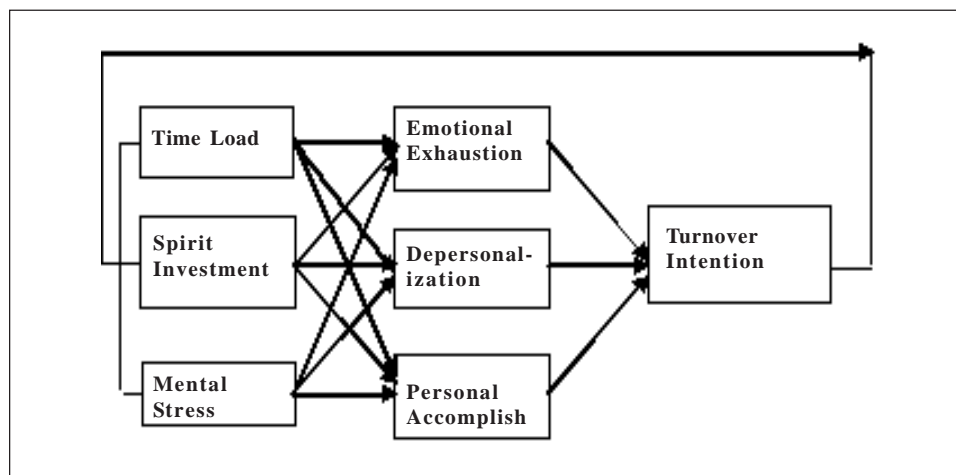 Time Load
Spirit
Investment
Mental
Stress
Emotional
Exhaustion
Depersonal-
ization
Personal
Accomplish
Turnover
Intention